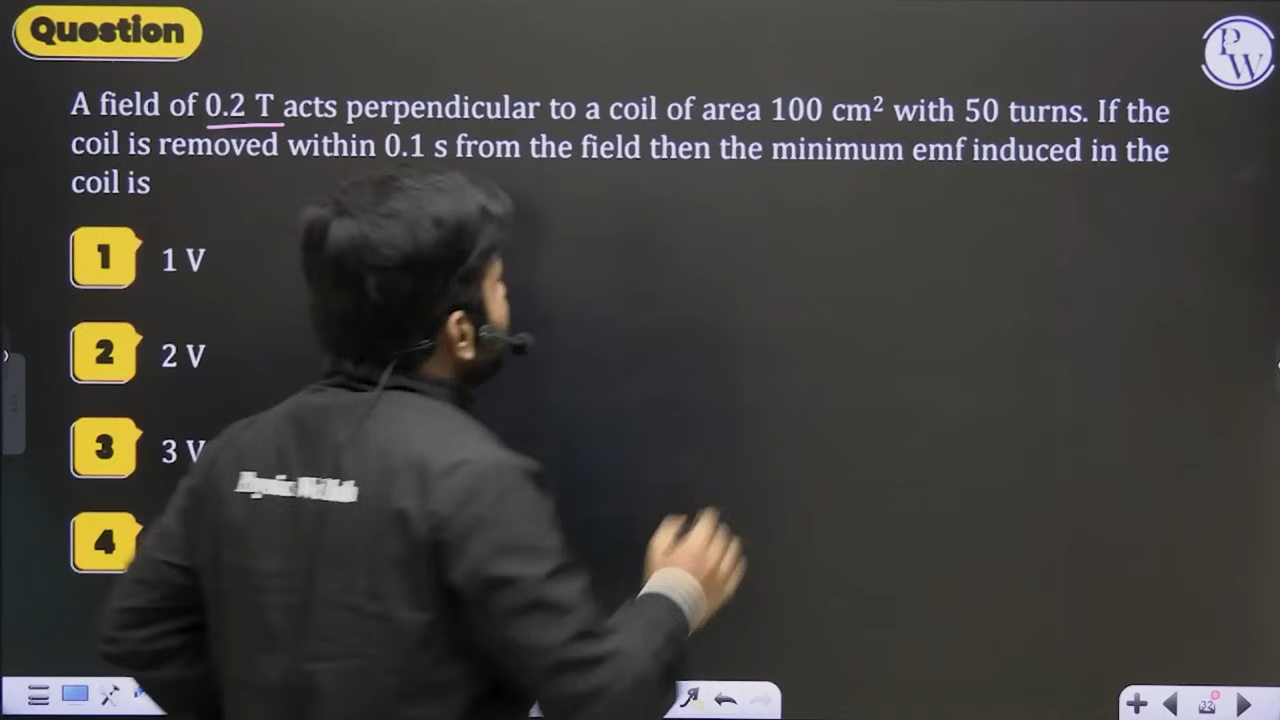 Question
PW
A field of 0.2 T acts perpendicular to a coil of area 100 cm² with 50 turns. If the
coil is removed within 0.1 s from the field then the minimum emf induced in the
coil is
1 1 V
2 2 V
3 3 V
4
32